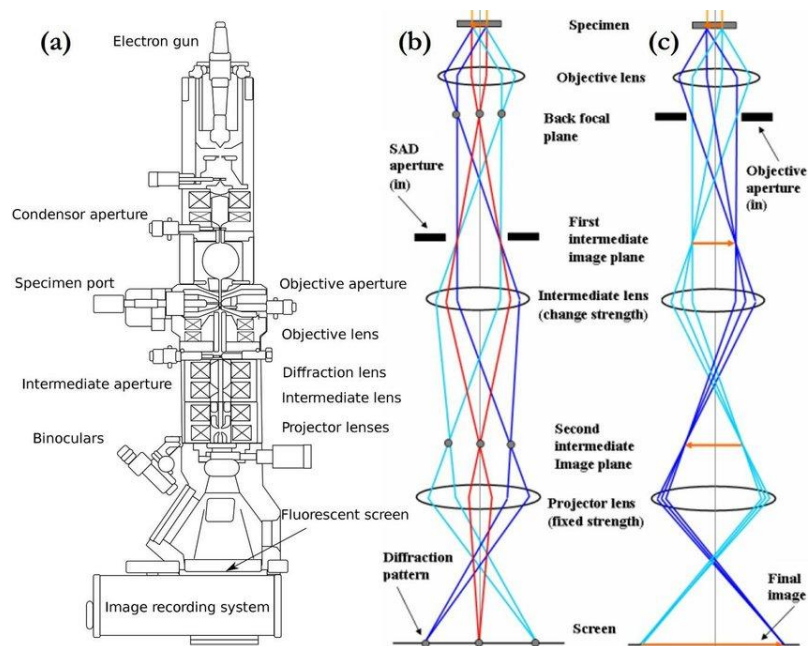 (a)
Electron gun
Condensor aperture
Specimen port
Objective aperture
Objective lens
Intermediate aperture
Diffraction lens
Intermediate lens
Binoculars
Projector lenses
Fluorescent screen
Image recording system
(b)
Specimen
(c)
Objective lens
Back focal
plane
SAD
aperture
(in)
Objective
aperture
(in)
First
intermediate
image plane
Intermediate lens
(change strength)
Second
intermediate
Image plane
Projector lens
(fixed strength)
Diffraction
pattern
Final
image
Screen